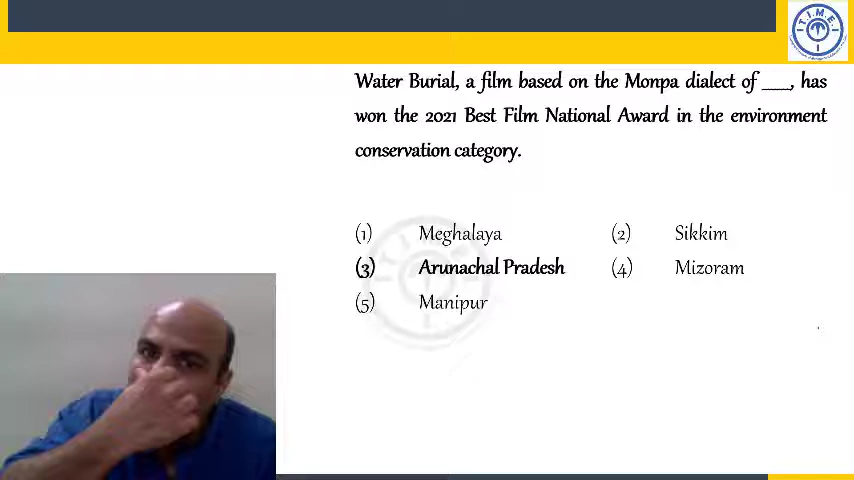 T.I.M.E.
Water Burial, a film based on the Monpa dialect of ____, has
won the 2021 Best Film National Award in the environment
conservation category.
(1) Meghalaya (2) Sikkim
(3) Arunachal Pradesh (4) Mizoram
(5) Manipur